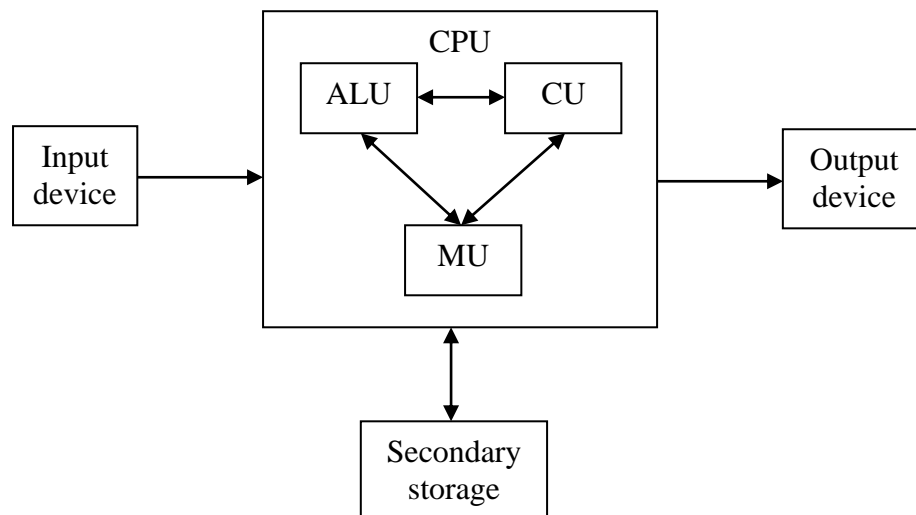 CPU
ALU
CU
Input
device
Output
device
MU
Secondary
storage